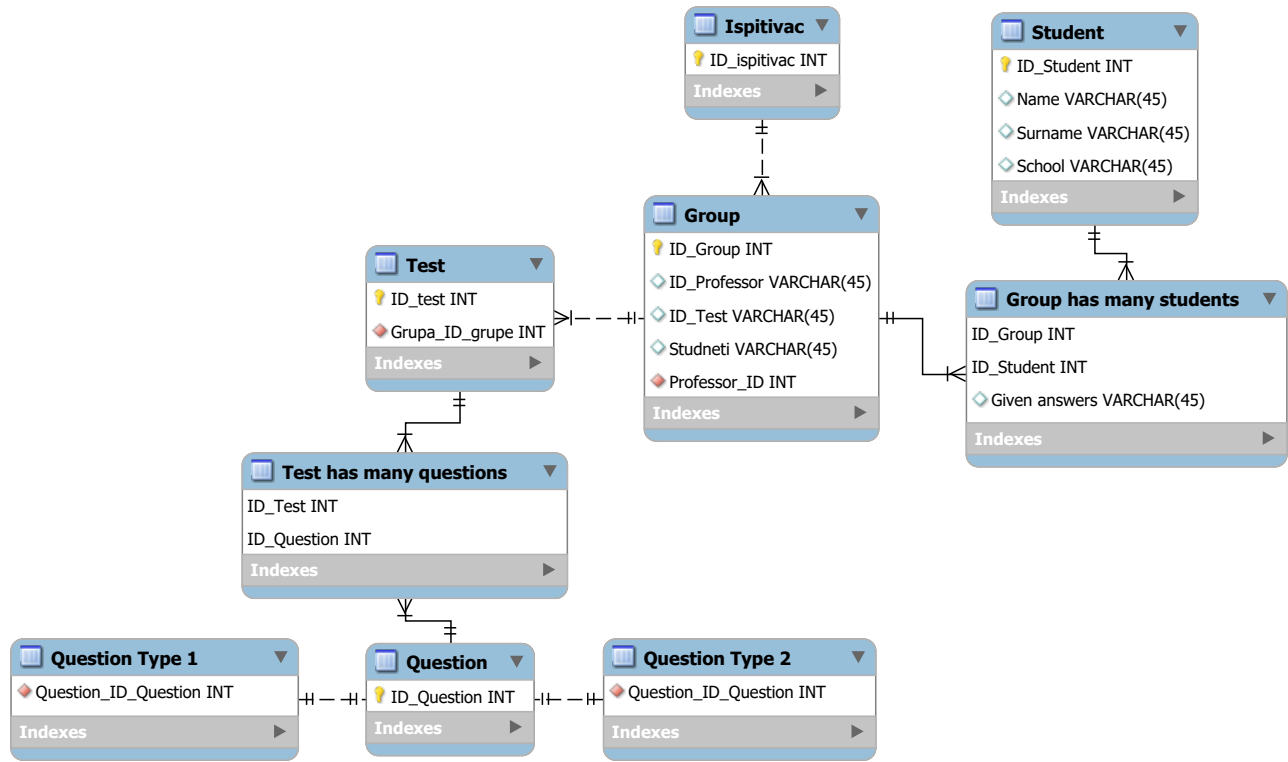 Ispitivac
ID_ispitivac INT
Indexes
Student
ID_Student INT
Name VARCHAR(45)
Surname VARCHAR(45)
School VARCHAR(45)
Indexes
Group
ID_Group INT
ID_Professor VARCHAR(45)
ID_Test VARCHAR(45)
Studneti VARCHAR(45)
Professor_ID INT
Indexes
Test
ID_test INT
Grupa_ID_grupe INT
Indexes
Group has many students
ID_Group INT
ID_Student INT
Given answers VARCHAR(45)
Indexes
Test has many questions
ID_Test INT
ID_Question INT
Indexes
Question Type 1
Question_ID_Question INT
Indexes
Question
ID_Question INT
Indexes
Question Type 2
Question_ID_Question INT
Indexes